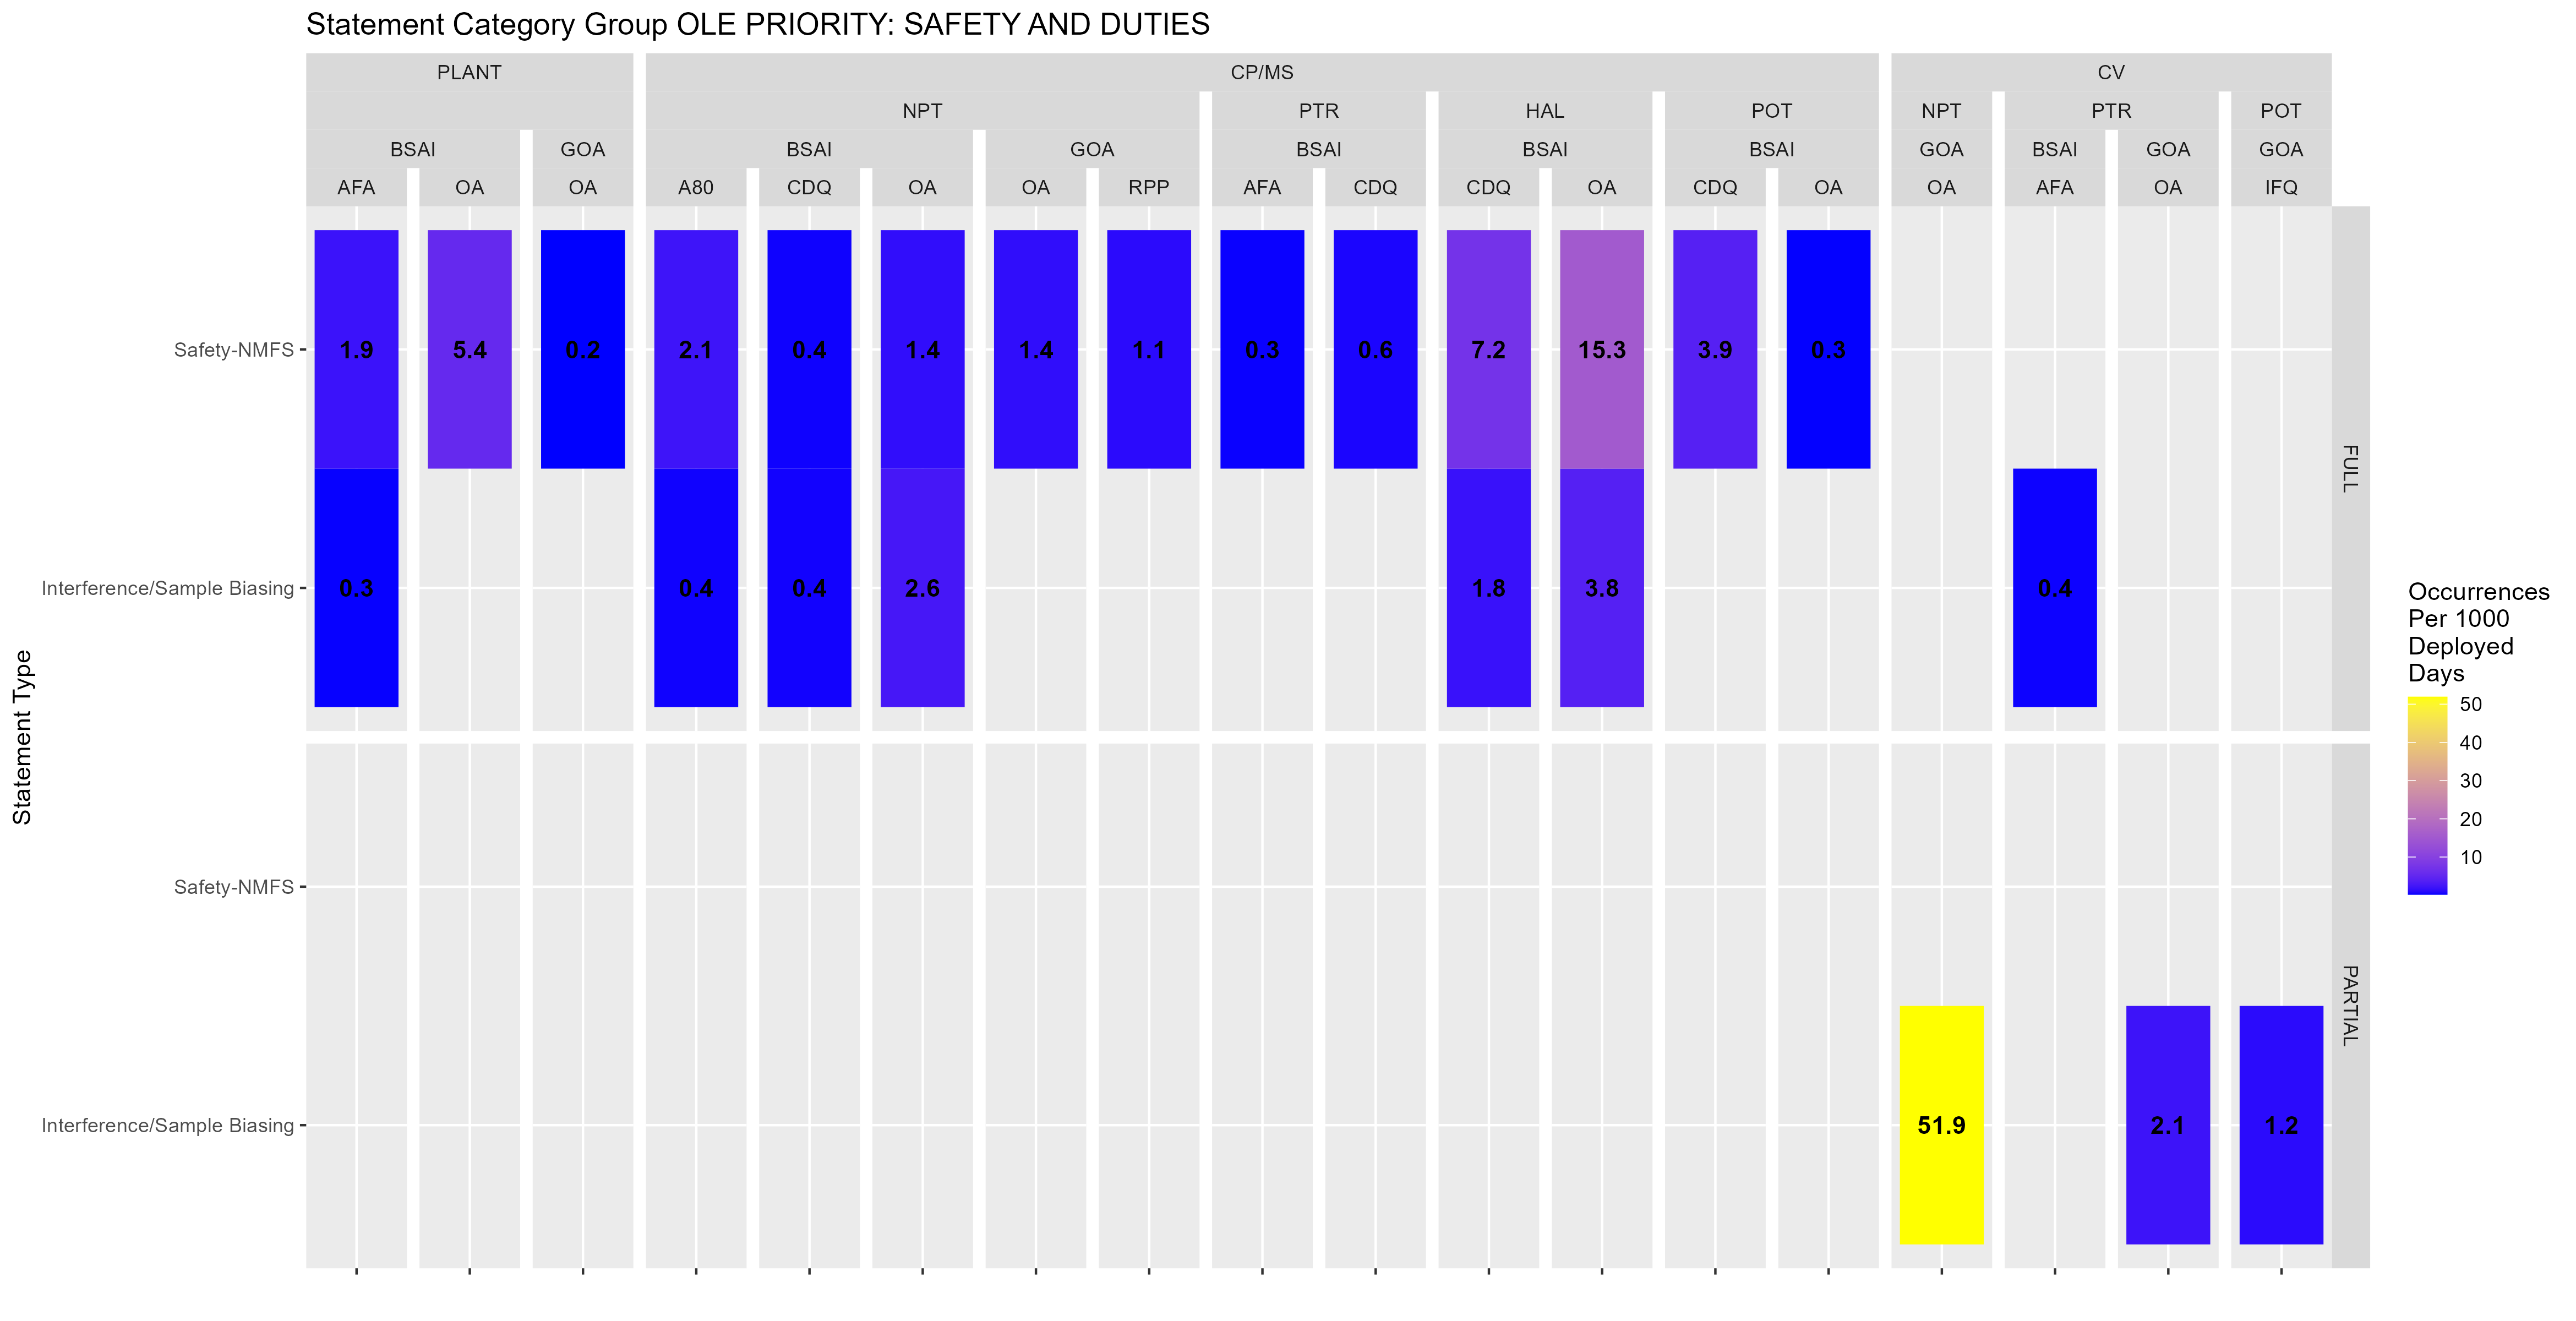 Statement Category Group OLE PRIORITY: SAFETY AND DUTIES
PLANT CP/MS CV
NPT PTR HAL POT NPT PTR POT
BSAI GOA BSAI GOA BSAI BSAI BSAI GOA BSAI GOA GOA
AFA OA OA A80 CDQ OA OA RPP AFA CDQ CDQ OA CDQ OA OA AFA OA IFQ
Safety-NMFS 1.9 5.4 0.2 2.1 0.4 1.4 1.4 1.1 0.3 0.6 7.2 15.3 3.9 0.3
FULL
Interference/Sample Biasing 0.3 0.4 0.4 2.6 1.8 3.8 0.4
Safety-NMFS
PARTIAL
Interference/Sample Biasing 51.9 2.1 1.2
Statement Type
Occurrences
Per 1000
Deployed
Days
50
40
30
20
10